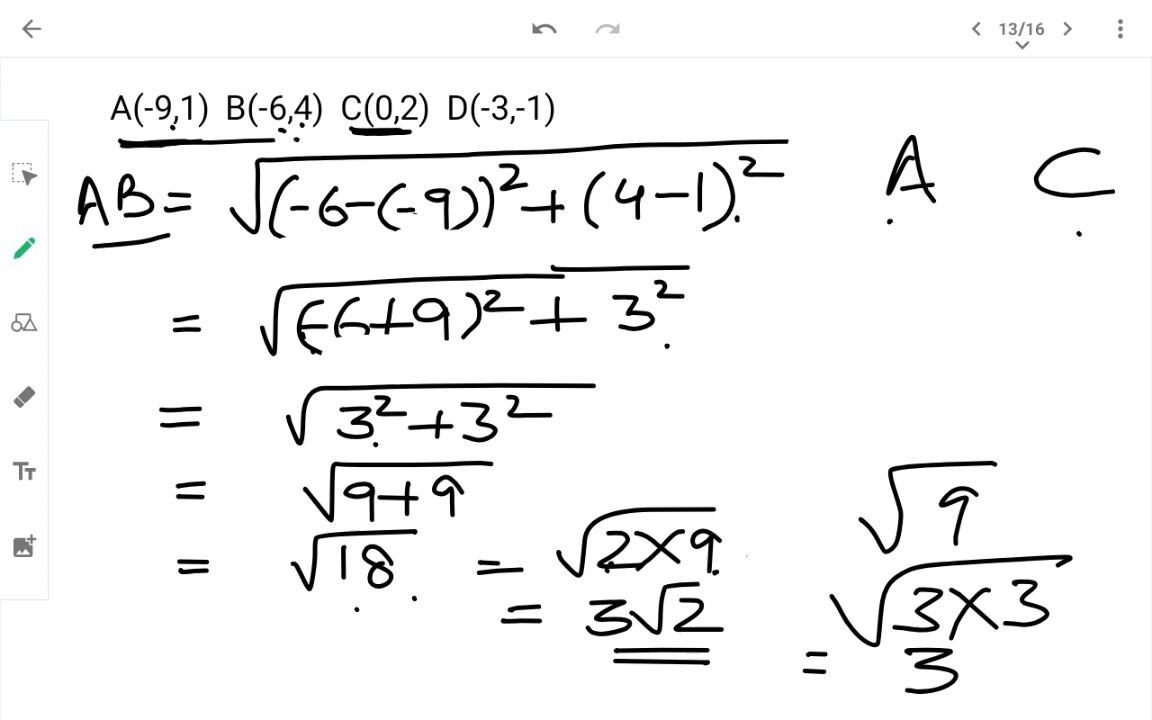 13/16
A(-9,1) B(-6,4) C(0,2) D(-3,-1)
AB = √(-6-(-9))² + (4-1)²
A C
= √(-6+9)² + 3²
= √3²+3²
= √9+9
= √18 = √2×9
= 3√2
√9
√3×3
= 3
TT